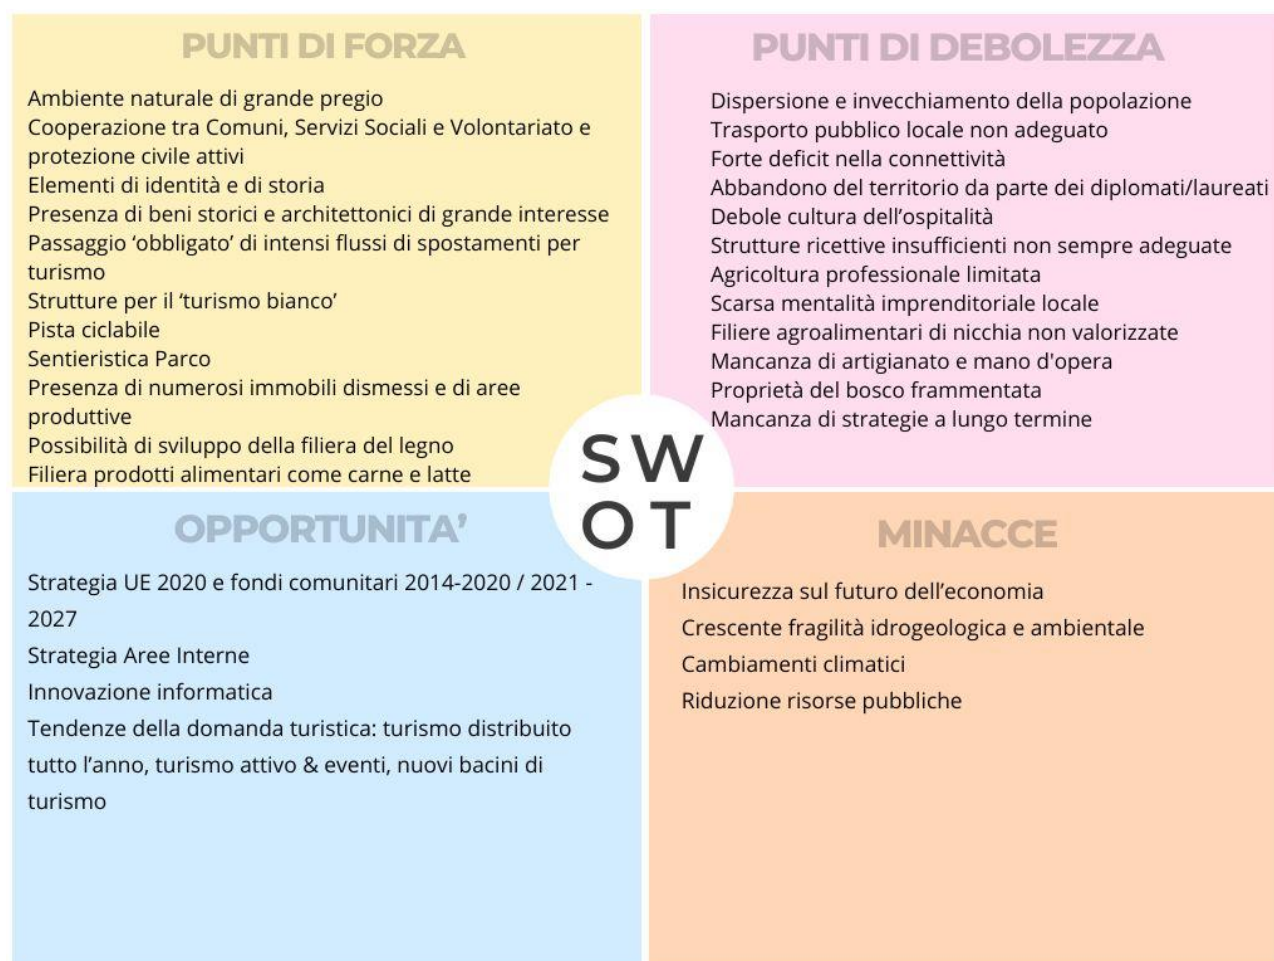 PUNTI DI FORZA
Ambiente naturale di grande pregio
Cooperazione tra Comuni, Servizi Sociali e Volontariato e
protezione civile attivi
Elementi di identità e di storia
Presenza di beni storici e architettonici di grande interesse
Passaggio ‘obbligato’ di intensi flussi di spostamenti per
turismo
Strutture per il ‘turismo bianco’
Pista ciclabile
Sentieristica Parco
Presenza di numerosi immobili dismessi e di aree
produttive
Possibilità di sviluppo della filiera del legno
Filiera prodotti alimentari come carne e latte
PUNTI DI DEBOLEZZA
Dispersione e invecchiamento della popolazione
Trasporto pubblico locale non adeguato
Forte deficit nella connettività
Abbandono del territorio da parte dei diplomati/laureati
Debole cultura dell’ospitalità
Strutture ricettive insufficienti non sempre adeguate
Agricoltura professionale limitata
Scarsa mentalità imprenditoriale locale
Filiere agroalimentari di nicchia non valorizzate
Mancanza di artigianato e mano d'opera
Proprietà del bosco frammentata
Mancanza di strategie a lungo termine
S W
O T
OPPORTUNITA’
Strategia UE 2020 e fondi comunitari 2014-2020 / 2021 -
2027
Strategia Aree Interne
Innovazione informatica
Tendenze della domanda turistica: turismo distribuito
tutto l’anno, turismo attivo & eventi, nuovi bacini di
turismo
MINACCE
Insicurezza sul futuro dell’economia
Crescente fragilità idrogeologica e ambientale
Cambiamenti climatici
Riduzione risorse pubbliche